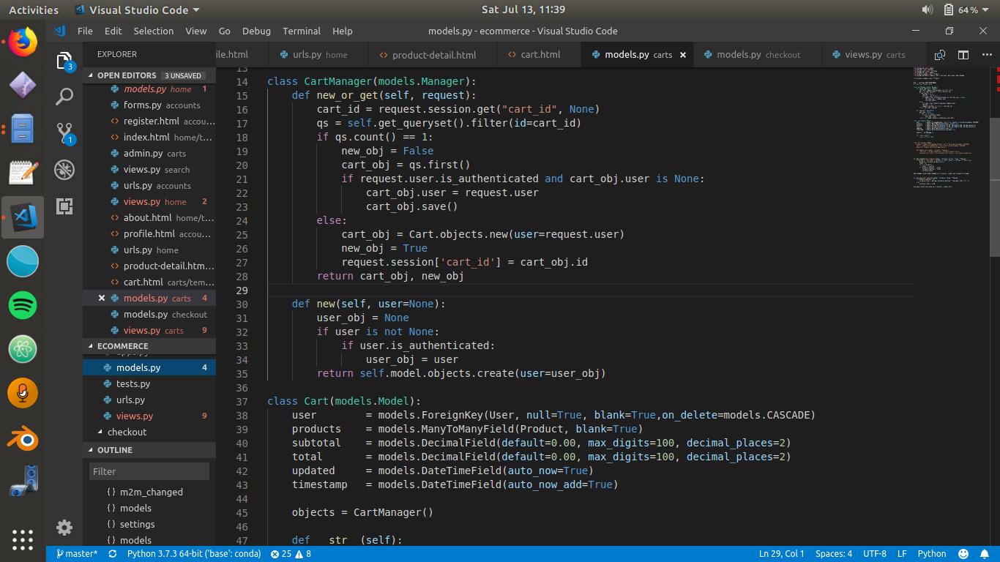 Activities Visual Studio Code Sat Jul 13, 11:39 64%
File Edit Selection View Go Debug Terminal Help models.py - ecommerce - Visual Studio Code
EXPLORER
ile.html urls.py home product-detail.html cart.html models.py carts models.py checkout views.py carts
OPEN EDITORS 3 UNSAVED
models.py home 1
forms.py accounts
register.html accou...
index.html home/t...
admin.py carts
views.py search
urls.py accounts
views.py home 2
about.html home/t...
profile.html accou...
urls.py home
product-detail.htm...
cart.html carts/tem...
models.py carts 4
models.py checkout
views.py carts 9
ECOMMERCE
models.py 4
tests.py
urls.py
views.py 9
checkout
OUTLINE
Filter
{ } m2m_changed
{ } models
{ } settings
{ } models
3
1
13
14 class CartManager(models.Manager):
15 def new_or_get(self, request):
16 cart_id = request.session.get("cart_id", None)
17 qs = self.get_queryset().filter(id=cart_id)
18 if qs.count() == 1:
19 new_obj = False
20 cart_obj = qs.first()
21 if request.user.is_authenticated and cart_obj.user is None:
22 cart_obj.user = request.user
23 cart_obj.save()
24 else:
25 cart_obj = Cart.objects.new(user=request.user)
26 new_obj = True
27 request.session['cart_id'] = cart_obj.id
28 return cart_obj, new_obj
29
30 def new(self, user=None):
31 user_obj = None
32 if user is not None:
33 if user.is_authenticated:
34 user_obj = user
35 return self.model.objects.create(user=user_obj)
36
37 class Cart(models.Model):
38 user = models.ForeignKey(User, null=True, blank=True,on_delete=models.CASCADE)
39 products = models.ManyToManyField(Product, blank=True)
40 subtotal = models.DecimalField(default=0.00, max_digits=100, decimal_places=2)
41 total = models.DecimalField(default=0.00, max_digits=100, decimal_places=2)
42 updated = models.DateTimeField(auto_now=True)
43 timestamp = models.DateTimeField(auto_now_add=True)
44
45 objects = CartManager()
46
47 def __str__(self):
master* Python 3.7.3 64-bit ('base': conda) 25 8 Ln 29, Col 1 Spaces: 4 UTF-8 LF Python